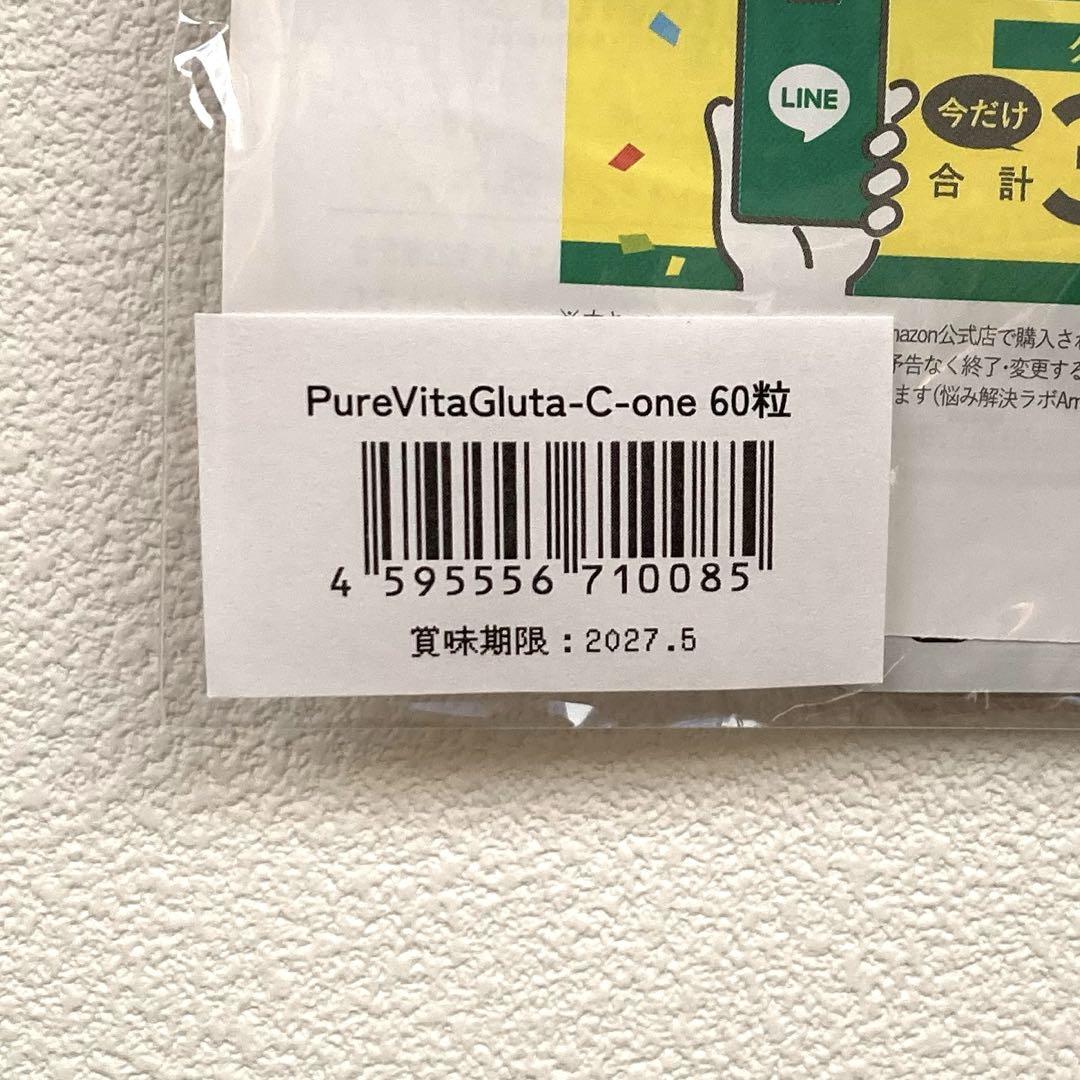 LINE
今だけ
合計
Amazon公式店で購入さ
予告なく終了・変更する
ます(悩み解決ラボAm
PureVitaGluta-C-one 60粒
4 595556 710085
賞味期限：2027.5